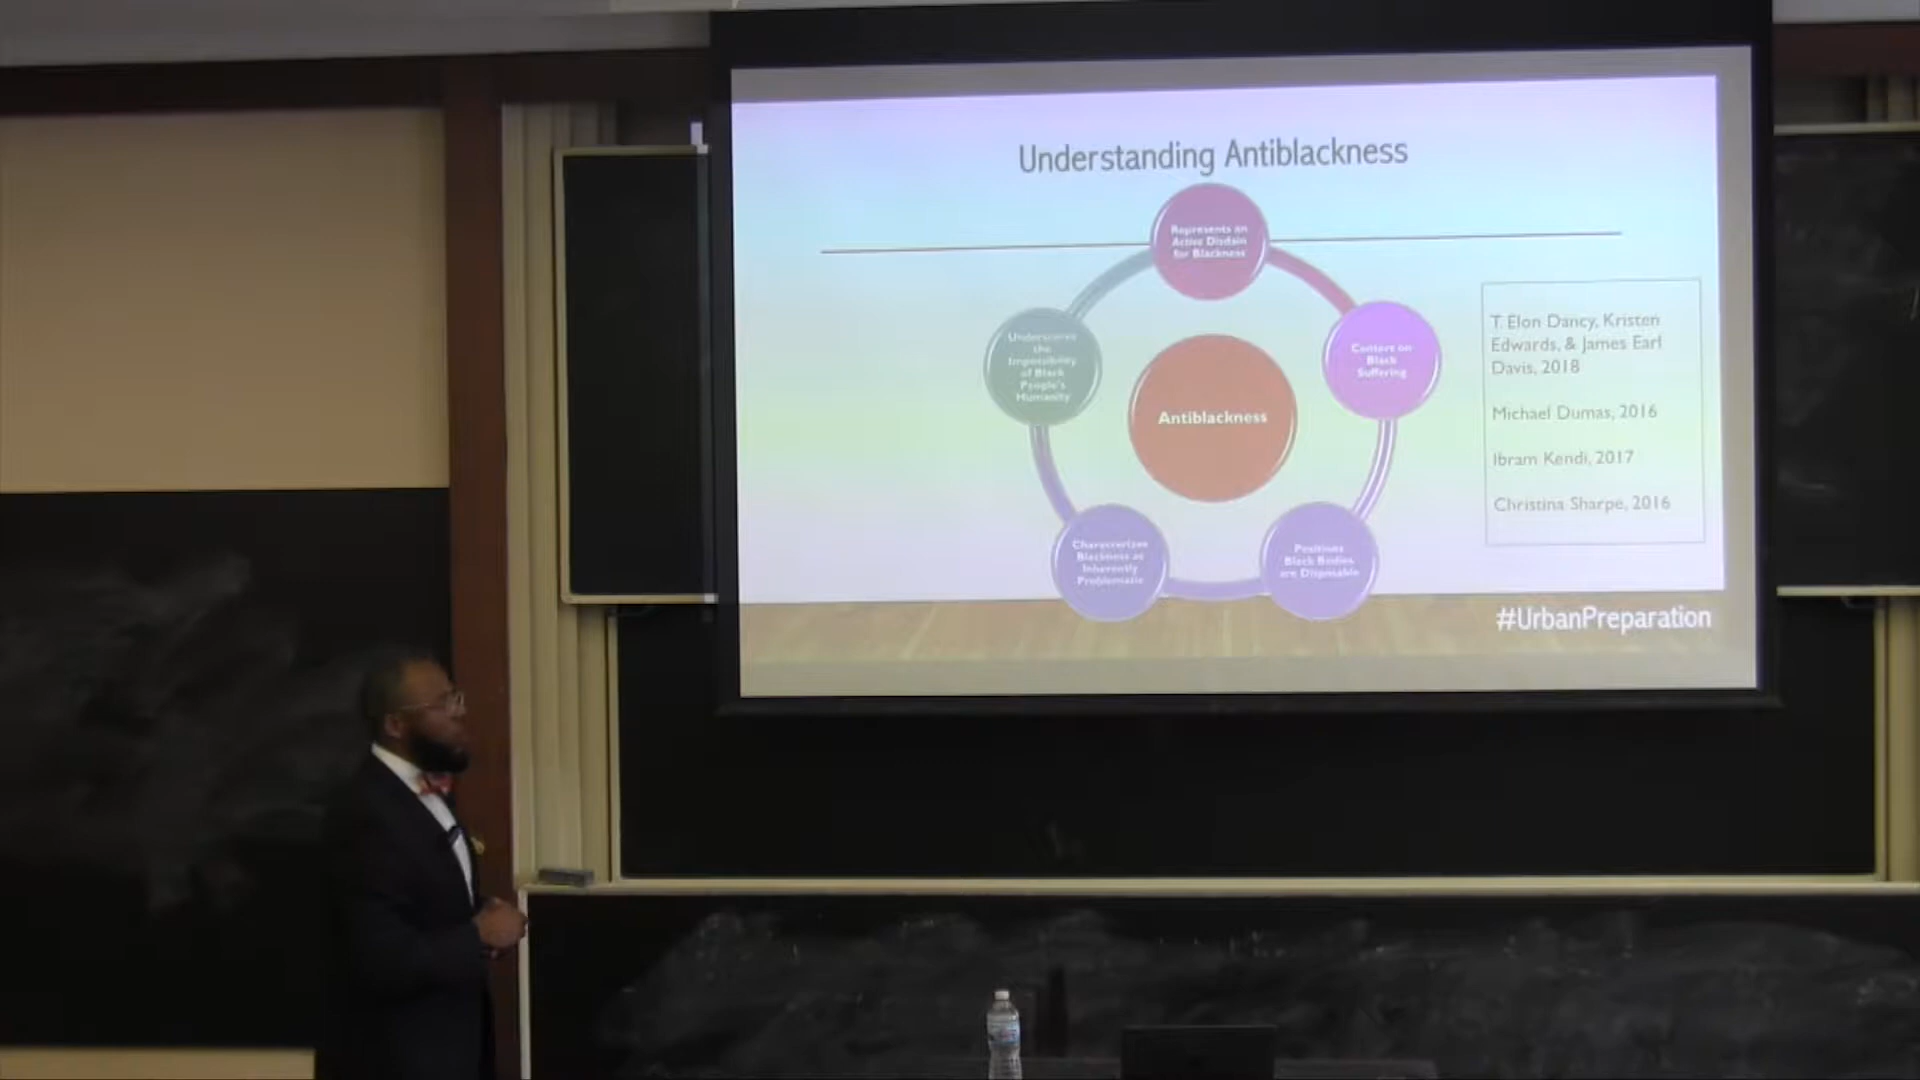 Understanding Antiblackness
Represents an
Active Disdain
for Blackness
Centers on
Black
Suffering
Positions
Black Bodies
are Disposable
Characterizes
Blackness as
Inherently
Problematic
Underscores
the
Impossibility
of Black
People's
Humanity
Antiblackness
T. Elon Dancy, Kristen
Edwards, & James Earl
Davis, 2018
Michael Dumas, 2016
Ibram Kendi, 2017
Christina Sharpe, 2016
#UrbanPreparation